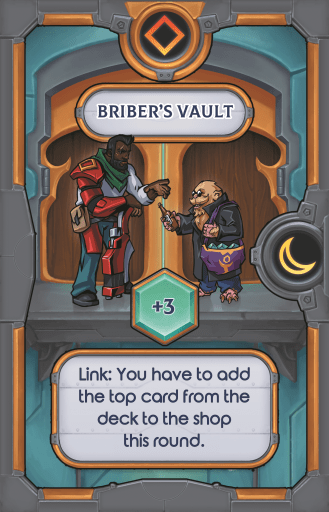 BRIBER'S VAULT
+3
Link: You have to add
the top card from the
deck to the shop
this round.